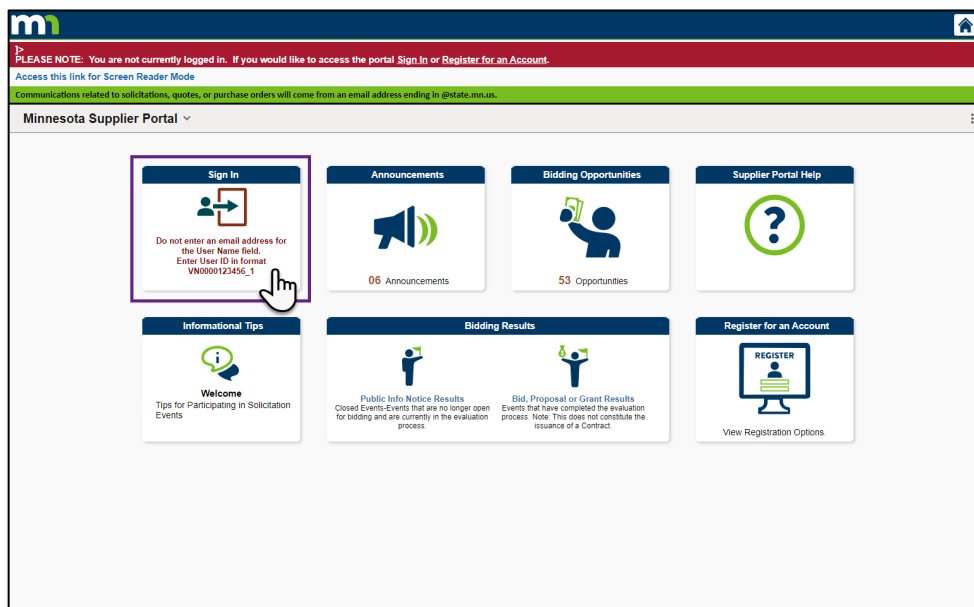 mn
]>
PLEASE NOTE: You are not currently logged in. If you would like to access the portal Sign In or Register for an Account.
Access this link for Screen Reader Mode
Communications related to solicitations, quotes, or purchase orders will come from an email address ending in @state.mn.us.
Minnesota Supplier Portal
Sign In
Do not enter an email address for
the User Name field.
Enter User ID in format
VN0000123456_1
Announcements
06 Announcements
Bidding Opportunities
53 Opportunities
Supplier Portal Help
?
Informational Tips
i
Welcome
Tips for Participating in Solicitation
Events
Bidding Results
Public Info Notice Results
Closed Events-Events that are no longer open
for bidding and are currently in the evaluation
process.
Bid, Proposal or Grant Results
Events that have completed the evaluation
process. Note: This does not constitute the
issuance of a Contract.
Register for an Account
REGISTER
View Registration Options.